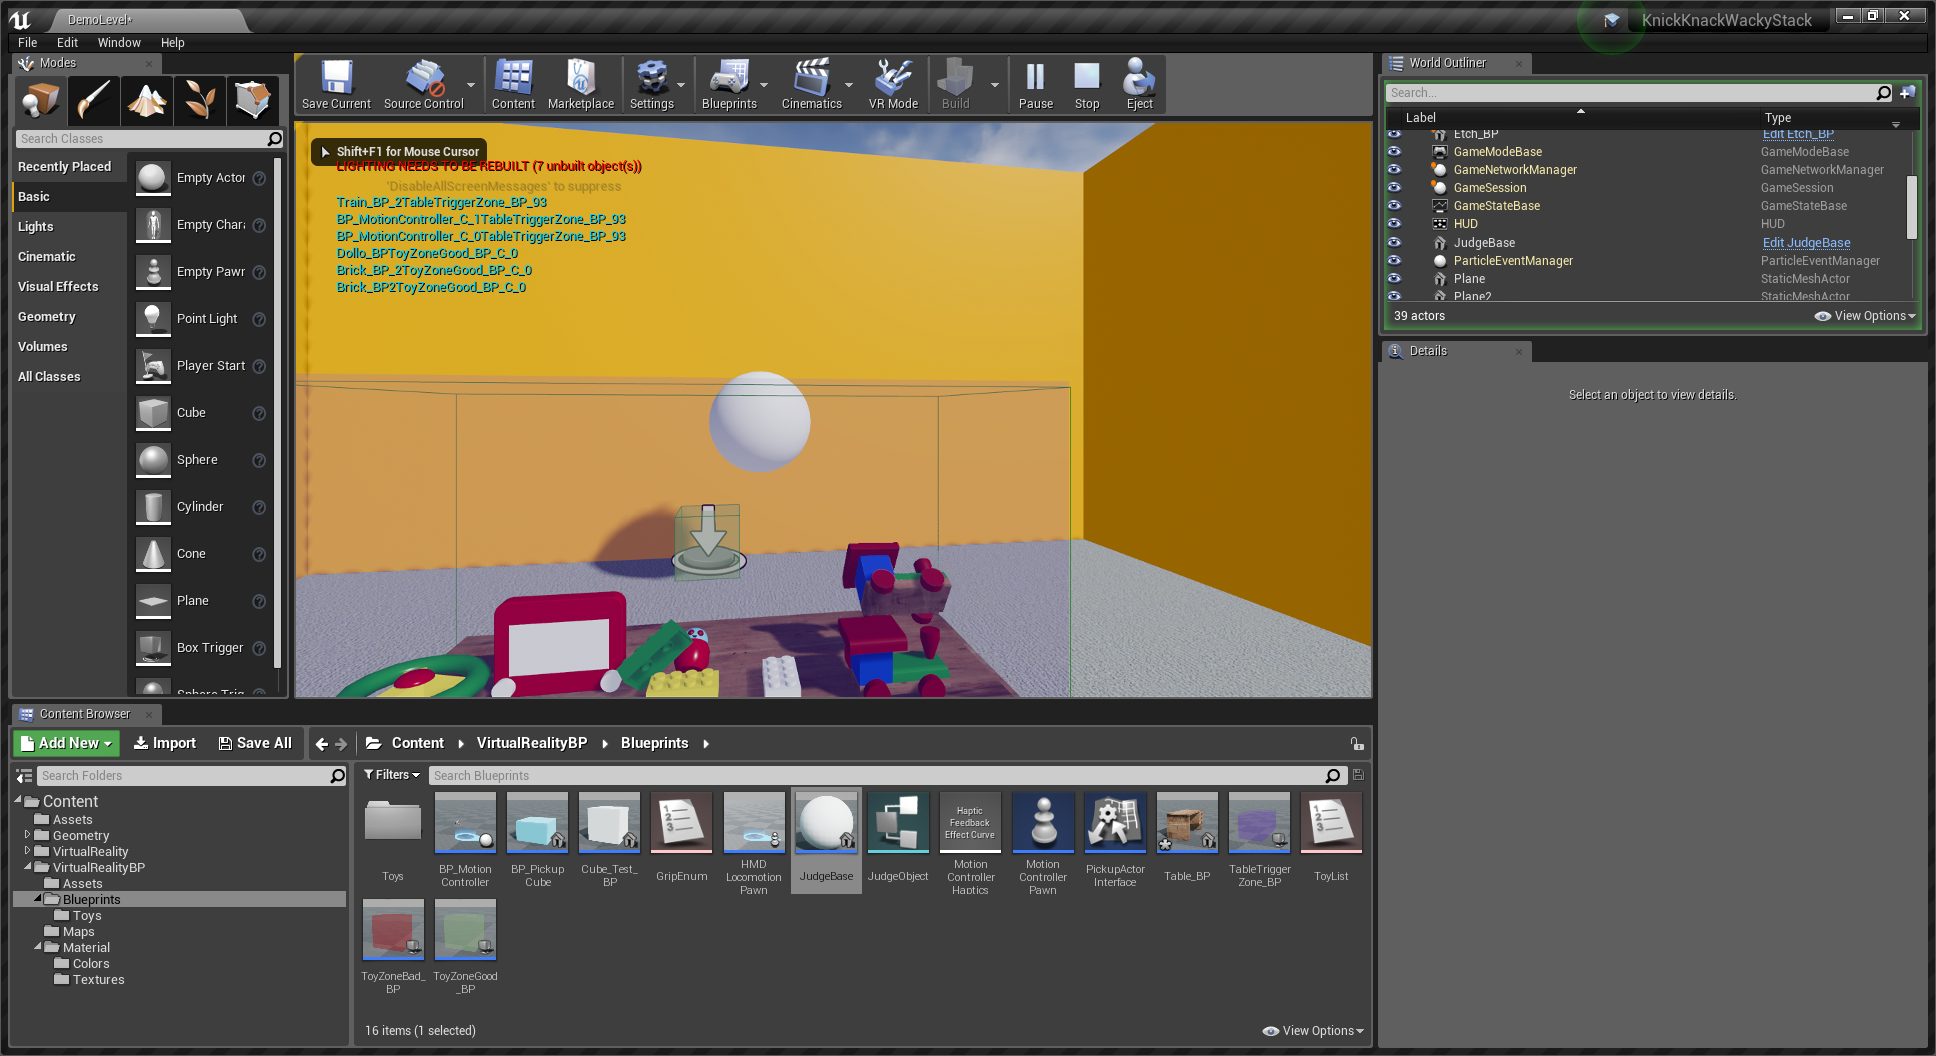 DemoLevel*
KnickKnackWackyStack
File Edit Window Help
Modes
Search Classes
Recently Placed
Basic
Lights
Cinematic
Visual Effects
Geometry
Volumes
All Classes
Empty Actor
Empty Chara
Empty Pawn
Point Light
Player Start
Cube
Sphere
Cylinder
Cone
Plane
Box Trigger
Sphere Trig
Save Current Source Control Content Marketplace Settings Blueprints Cinematics VR Mode Build Pause Stop Eject
Shift+F1 for Mouse Cursor
LIGHTING NEEDS TO BE REBUILT (7 unbuilt object(s))
'DisableAllScreenMessages' to suppress
Train_BP_2TableTriggerZone_BP_93
BP_MotionController_C_1TableTriggerZone_BP_93
BP_MotionController_C_0TableTriggerZone_BP_93
Dollo_BPToyZoneGood_BP_C_0
Brick_BP_2ToyZoneGood_BP_C_0
Brick_BP2ToyZoneGood_BP_C_0
World Outliner
Search...
Label Type
Etch_BP Edit Etch_BP
GameModeBase GameModeBase
GameNetworkManager GameNetworkManager
GameSession GameSession
GameStateBase GameStateBase
HUD HUD
JudgeBase Edit JudgeBase
ParticleEventManager ParticleEventManager
Plane StaticMeshActor
Plane2 StaticMeshActor
39 actors
View Options
Details
Select an object to view details.
Content Browser
Add New Import Save All Content VirtualRealityBP Blueprints
Search Folders
Content
Assets
Geometry
VirtualReality
VirtualRealityBP
Assets
Blueprints
Toys
Maps
Material
Colors
Textures
Filters
Search Blueprints
Toys
BP_Motion
Controller
BP_Pickup
Cube
Cube_Test_
BP
GripEnum
HMD
Locomotion
Pawn
JudgeBase
JudgeObject
Haptic
Feedback
Effect Curve
Motion
Controller
Haptics
Motion
Controller
Pawn
PickupActor
Interface
Table_BP
TableTrigger
Zone_BP
ToyList
ToyZoneBad_
BP
ToyZoneGood
_BP
16 items (1 selected)
View Options